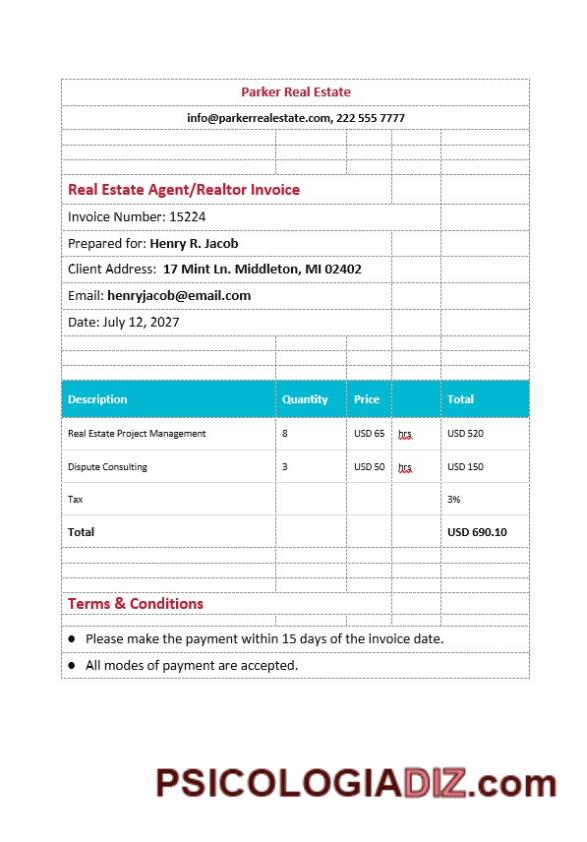 Parker Real Estate
info@parkerrealestate.com, 222 555 7777
Real Estate Agent/Realtor Invoice
Invoice Number: 15224
Prepared for: Henry R. Jacob
Client Address: 17 Mint Ln. Middleton, MI 02402
Email: henryjacob@email.com
Date: July 12, 2027
Description Quantity Price Total
Real Estate Project Management 8 USD 65 hrs USD 520
Dispute Consulting 3 USD 50 hrs USD 150
Tax 3%
Total USD 690.10
Terms & Conditions
● Please make the payment within 15 days of the invoice date.
● All modes of payment are accepted.
PSICOLOGIADIZ.com